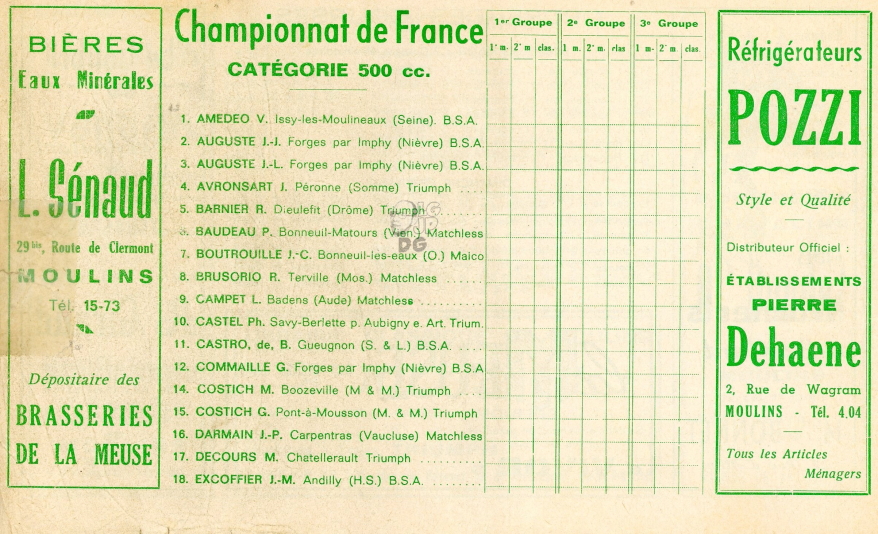 BIÈRES
Eaux Minérales
L. Sénaud
29 bis, Route de Clermont
MOULINS
Tél. 15-73
Dépositaire des
BRASSERIES
DE LA MEUSE
Championnat de France
CATÉGORIE 500 cc.
1er Groupe 2e Groupe 3e Groupe
1' m. 2' m clas. 1 m. 2' m. clas 1 m- 2' m clas.
1. AMEDEO V. Issy-les-Moulineaux (Seine). B.S.A.
2. AUGUSTE J.-J. Forges par Imphy (Nièvre) B.S.A.
3. AUGUSTE J.-L. Forges par Imphy (Nièvre) B.S.A.
4. AVRONSART J. Péronne (Somme) Triumph ....
5. BARNIER R. Dieulefit (Drôme) Triumph ........
6. BAUDEAU P. Bonneuil-Matours (Vien.) Matchless
7. BOUTROUILLE J.-C. Bonneuil-les-eaux (O.) Maico
8. BRUSORIO R. Terville (Mos.) Matchless ........
9. CAMPET L. Badens (Aude) Matchless ..........
10. CASTEL Ph. Savy-Berlette p. Aubigny e. Art. Trium.
11. CASTRO, de, B. Gueugnon (S. & L.) B.S.A. ....
12. COMMAILLE G. Forges par Imphy (Nièvre) B.S.A
14. COSTICH M. Boozeville (M & M.) Triumph ....
15. COSTICH G. Pont-à-Mousson (M. & M.) Triumph
16. DARMAIN J.-P. Carpentras (Vaucluse) Matchless
17. DECOURS M. Chatellerault Triumph ..........
18. EXCOFFIER J.-M. Andilly (H.S.) B.S.A. ........
Réfrigérateurs
POZZI
Style et Qualité
Distributeur Officiel :
ÉTABLISSEMENTS
PIERRE
Dehaene
2, Rue de Wagram
MOULINS - Tél. 4.04
Tous les Articles
Ménagers